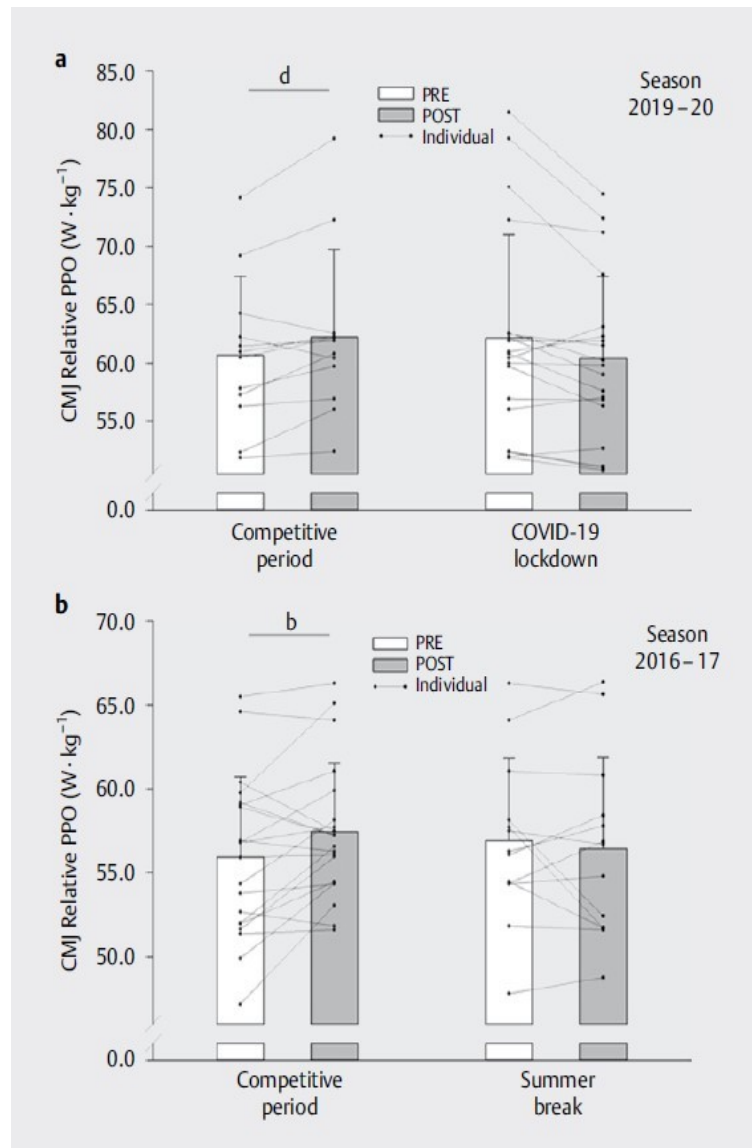 a
CMJ Relative PPO (W·kg⁻¹)
85.0
80.0
75.0
70.0
65.0
60.0
55.0
0.0
d
PRE
POST
Individual
Season
2019–20
Competitive
period
COVID-19
lockdown
b
CMJ Relative PPO (W·kg⁻¹)
70.0
65.0
60.0
55.0
50.0
0.0
b
PRE
POST
Individual
Season
2016–17
Competitive
period
Summer
break